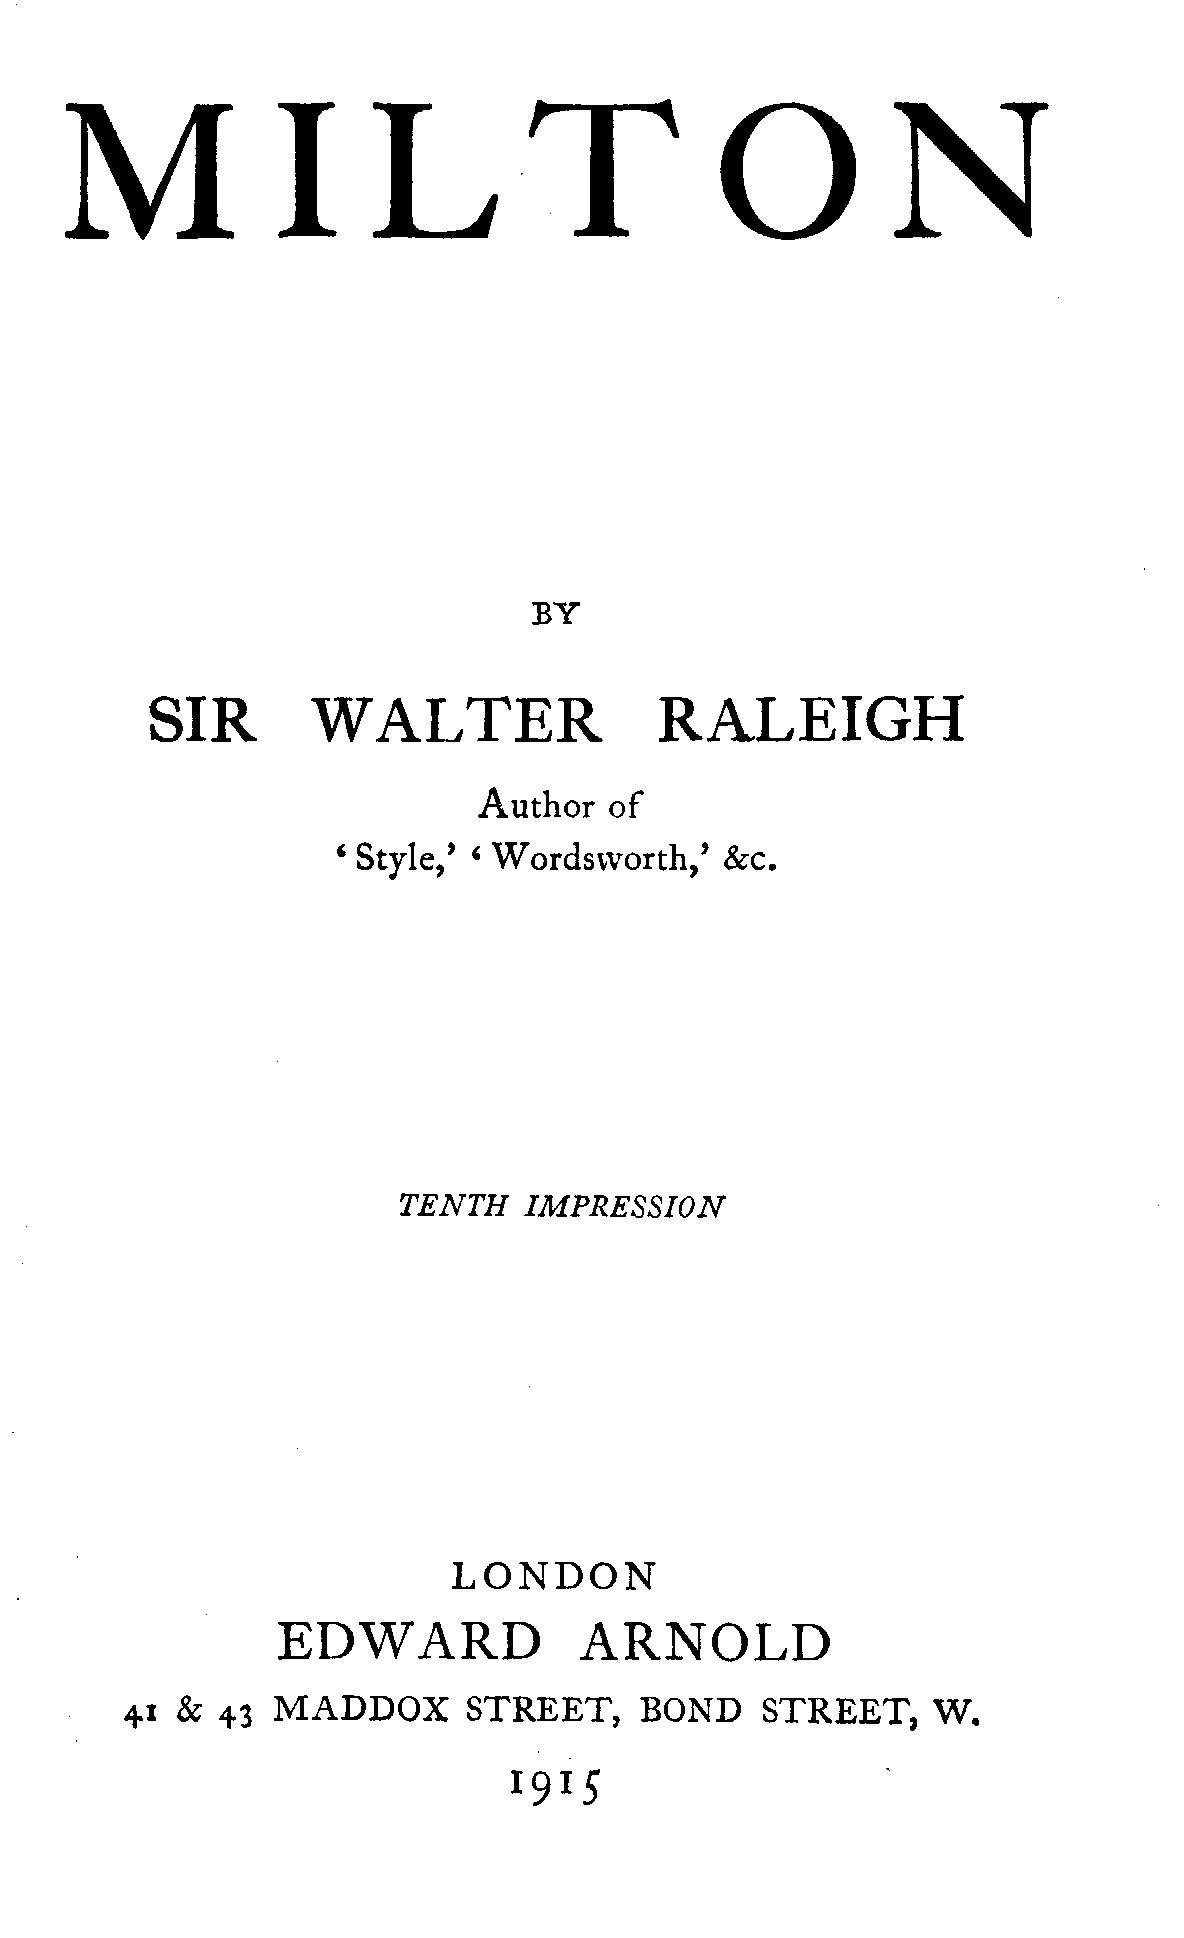 MILTON
BY
SIR WALTER RALEIGH
Author of
‘Style,’ ‘Wordsworth,’ &c.
TENTH IMPRESSION
LONDON
EDWARD ARNOLD
41 & 43 MADDOX STREET, BOND STREET, W.
1915